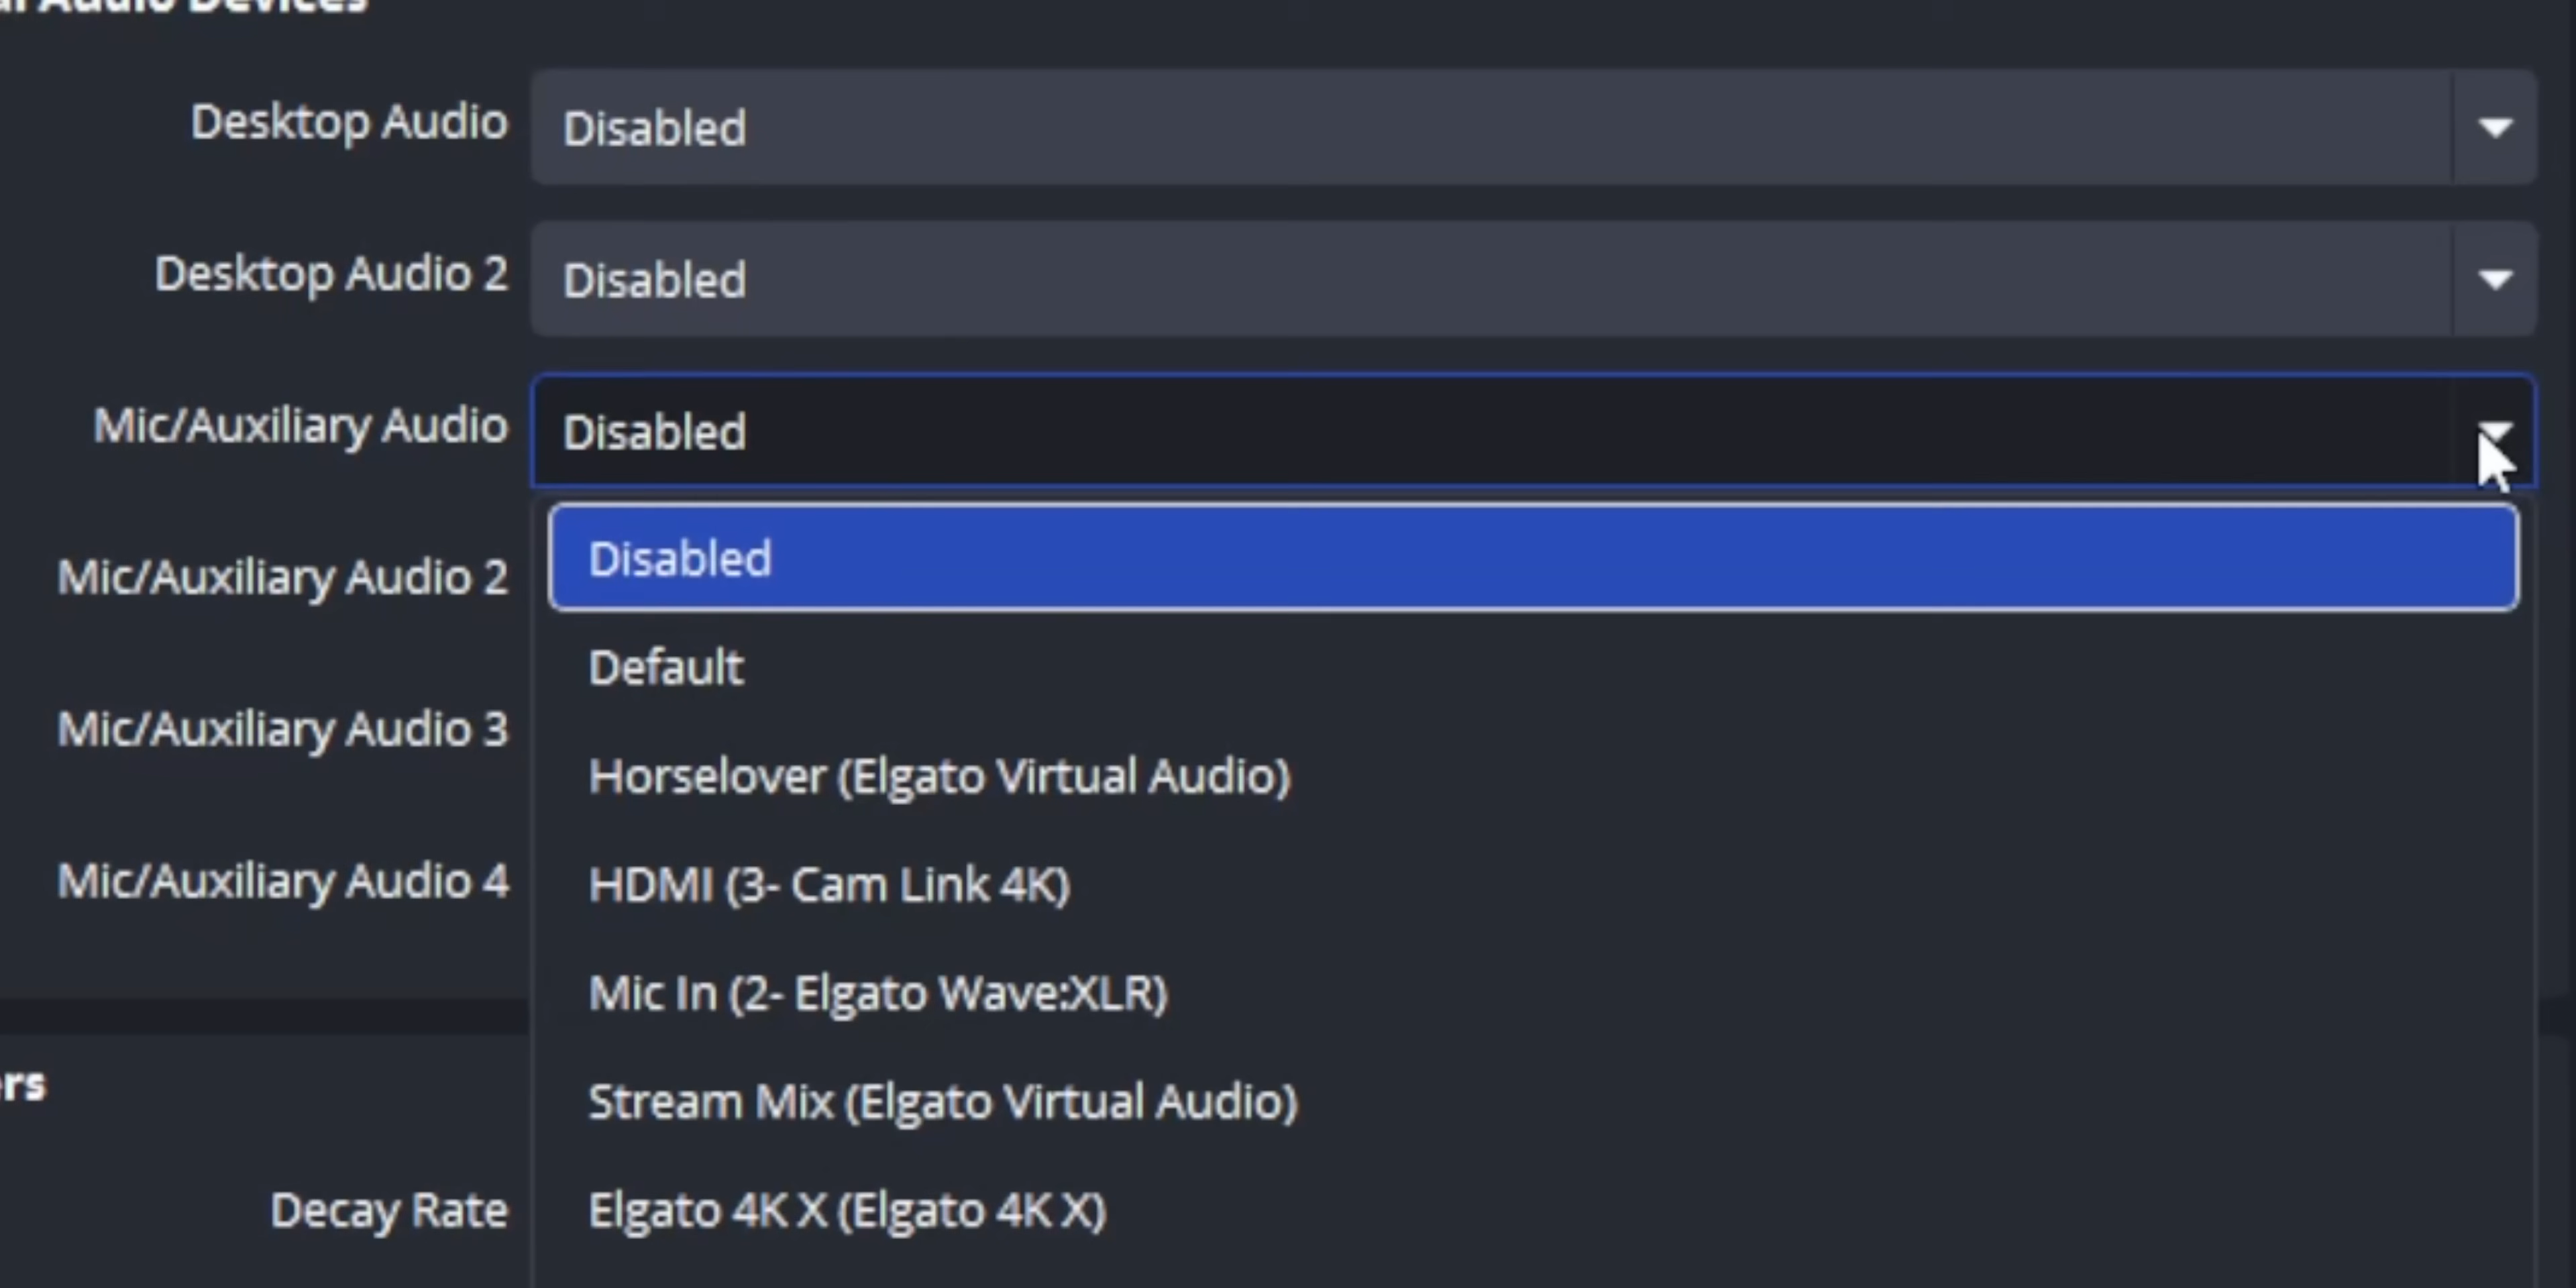 Audio Devices
Desktop Audio Disabled
Desktop Audio 2 Disabled
Mic/Auxiliary Audio Disabled
Disabled
Mic/Auxiliary Audio 2
Default
Mic/Auxiliary Audio 3
Horselover (Elgato Virtual Audio)
Mic/Auxiliary Audio 4
HDMI (3- Cam Link 4K)
Mic In (2- Elgato Wave:XLR)
Stream Mix (Elgato Virtual Audio)
Decay Rate
Elgato 4K X (Elgato 4K X)